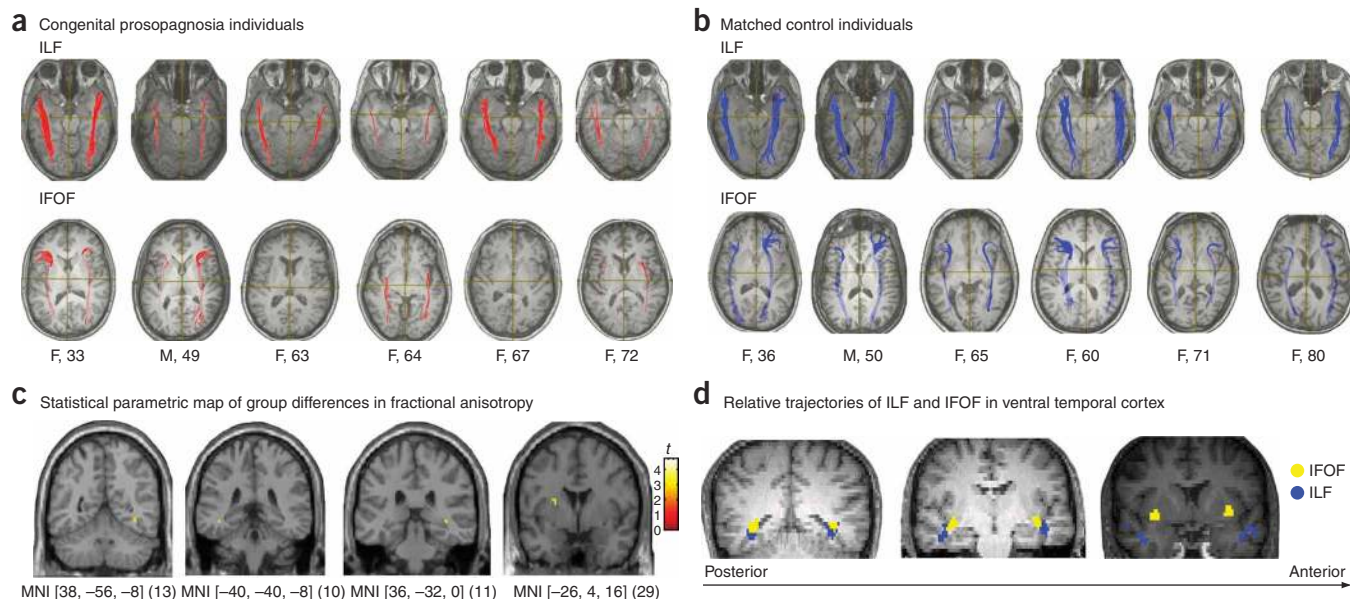 a Congenital prosopagnosia individuals
ILF
IFOF
F, 33 M, 49 F, 63 F, 64 F, 67 F, 72
b Matched control individuals
ILF
IFOF
F, 36 M, 50 F, 65 F, 60 F, 71 F, 80
c Statistical parametric map of group differences in fractional anisotropy
t
4
3
2
1
0
MNI [38, –56, –8] (13) MNI [–40, –40, –8] (10) MNI [36, –32, 0] (11) MNI [–26, 4, 16] (29)
d Relative trajectories of ILF and IFOF in ventral temporal cortex
IFOF
ILF
Posterior Anterior